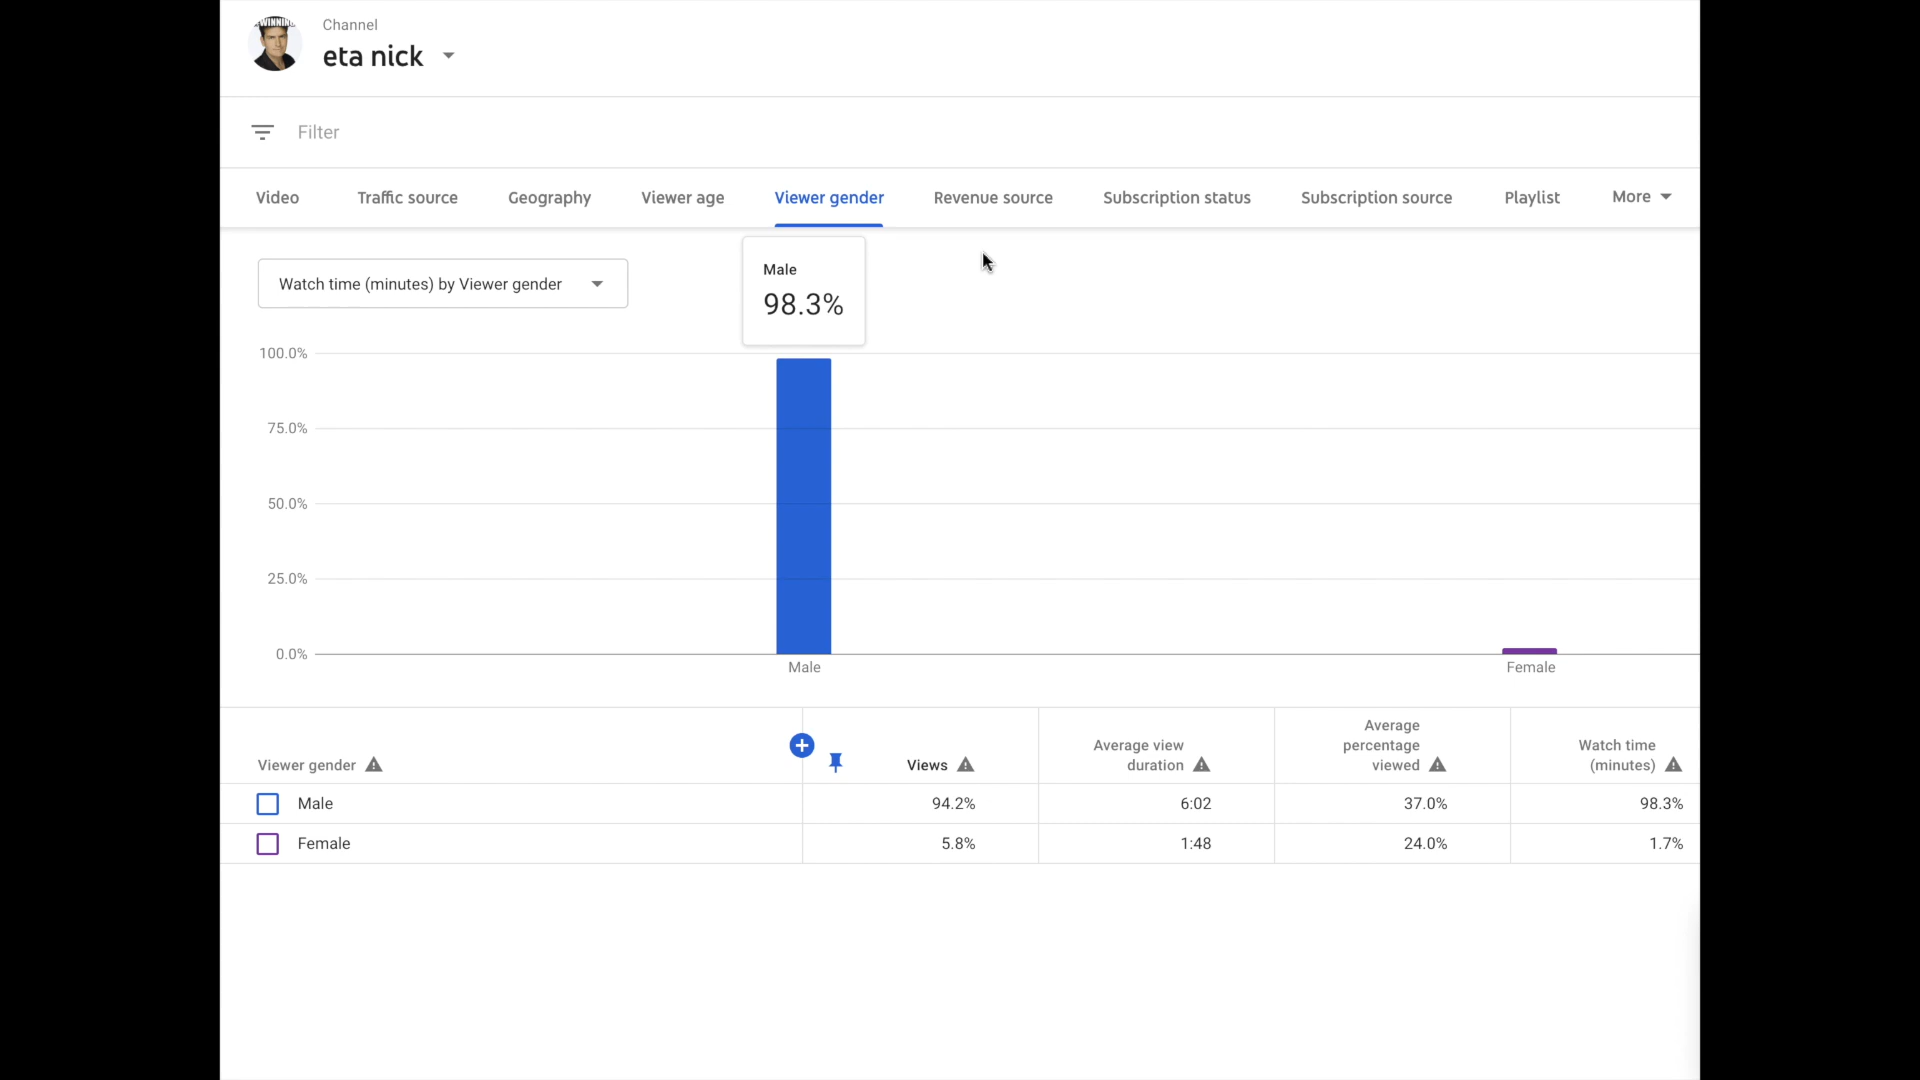 WINNING
Channel
eta nick
Filter
Video Traffic source Geography Viewer age Viewer gender Revenue source Subscription status Subscription source Playlist More
Watch time (minutes) by Viewer gender
Male
98.3%
100.0%
75.0%
50.0%
25.0%
0.0%
Male Female
Viewer gender
Views
Average view
duration
Average
percentage
viewed
Watch time
(minutes)
Male 94.2% 6:02 37.0% 98.3%
Female 5.8% 1:48 24.0% 1.7%